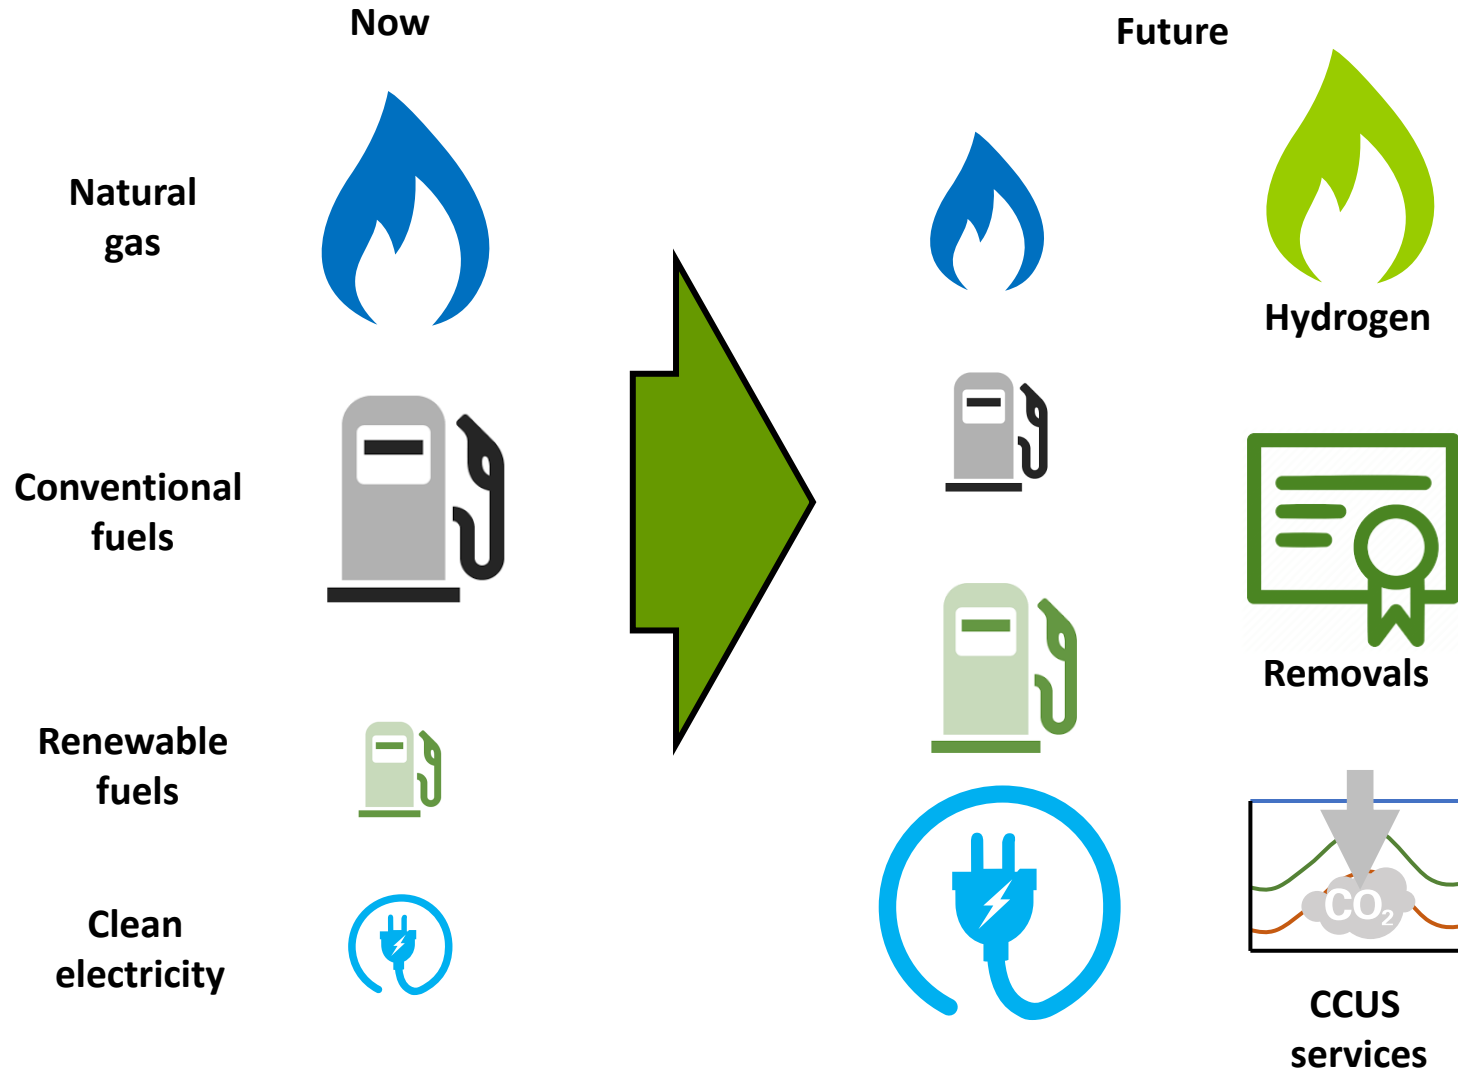 Now
Future
Natural
gas
Hydrogen
Conventional
fuels
Removals
Renewable
fuels
Clean
electricity
CO₂
CCUS
services